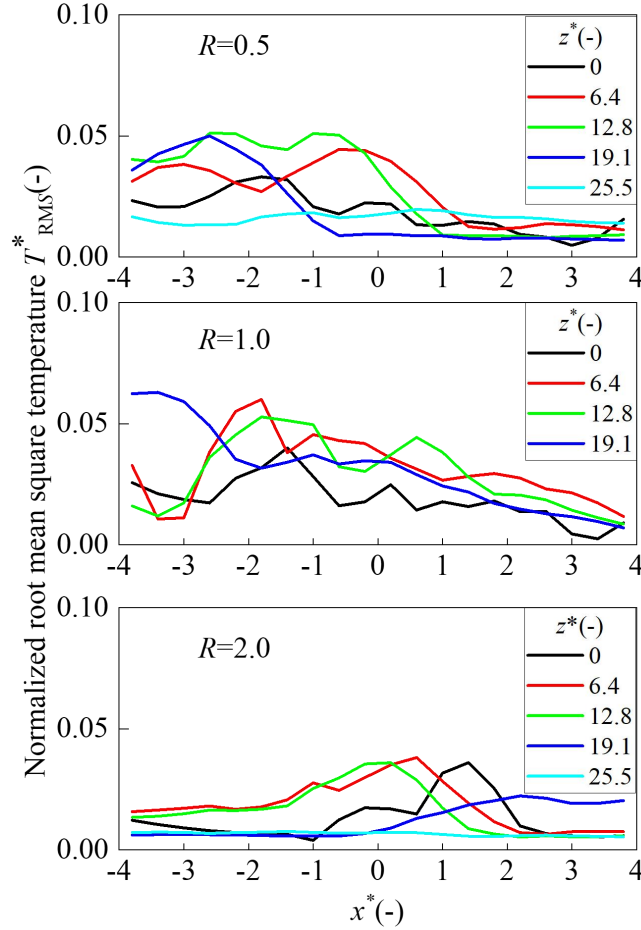 Normalized root mean square temperature T*RMS(-)
R=0.5
z*(-)
0
6.4
12.8
19.1
25.5
0.10
0.05
0.00
-4 -3 -2 -1 0 1 2 3 4
R=1.0
z*(-)
0
6.4
12.8
19.1
0.10
0.05
0.00
-4 -3 -2 -1 0 1 2 3 4
R=2.0
z*(-)
0
6.4
12.8
19.1
25.5
0.10
0.05
0.00
-4 -3 -2 -1 0 1 2 3 4
x*(-)